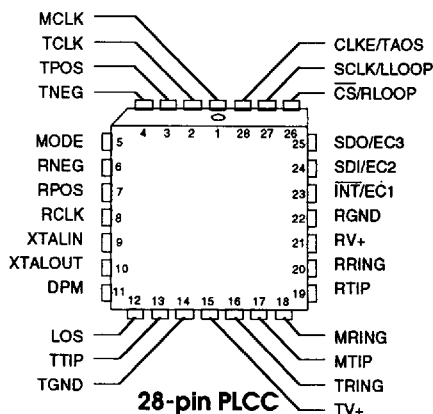 MCLK
TCLK
TPOS
TNEG
CLKE/TAOS
SCLK/LLOOP
C̅S̅/RLOOP
4 3 2 1 28 27 26
MODE 5 25 SDO/EC3
RNEG 6 24 SDI/EC2
RPOS 7 23 I̅N̅T̅/EC1
RCLK 8 22 RGND
XTALIN 9 21 RV+
XTALOUT 10 20 RRING
DPM 11 19 RTIP
12 13 14 15 16 17 18
LOS
TTIP
TGND
MRING
MTIP
TRING
TV+
28-pin PLCC